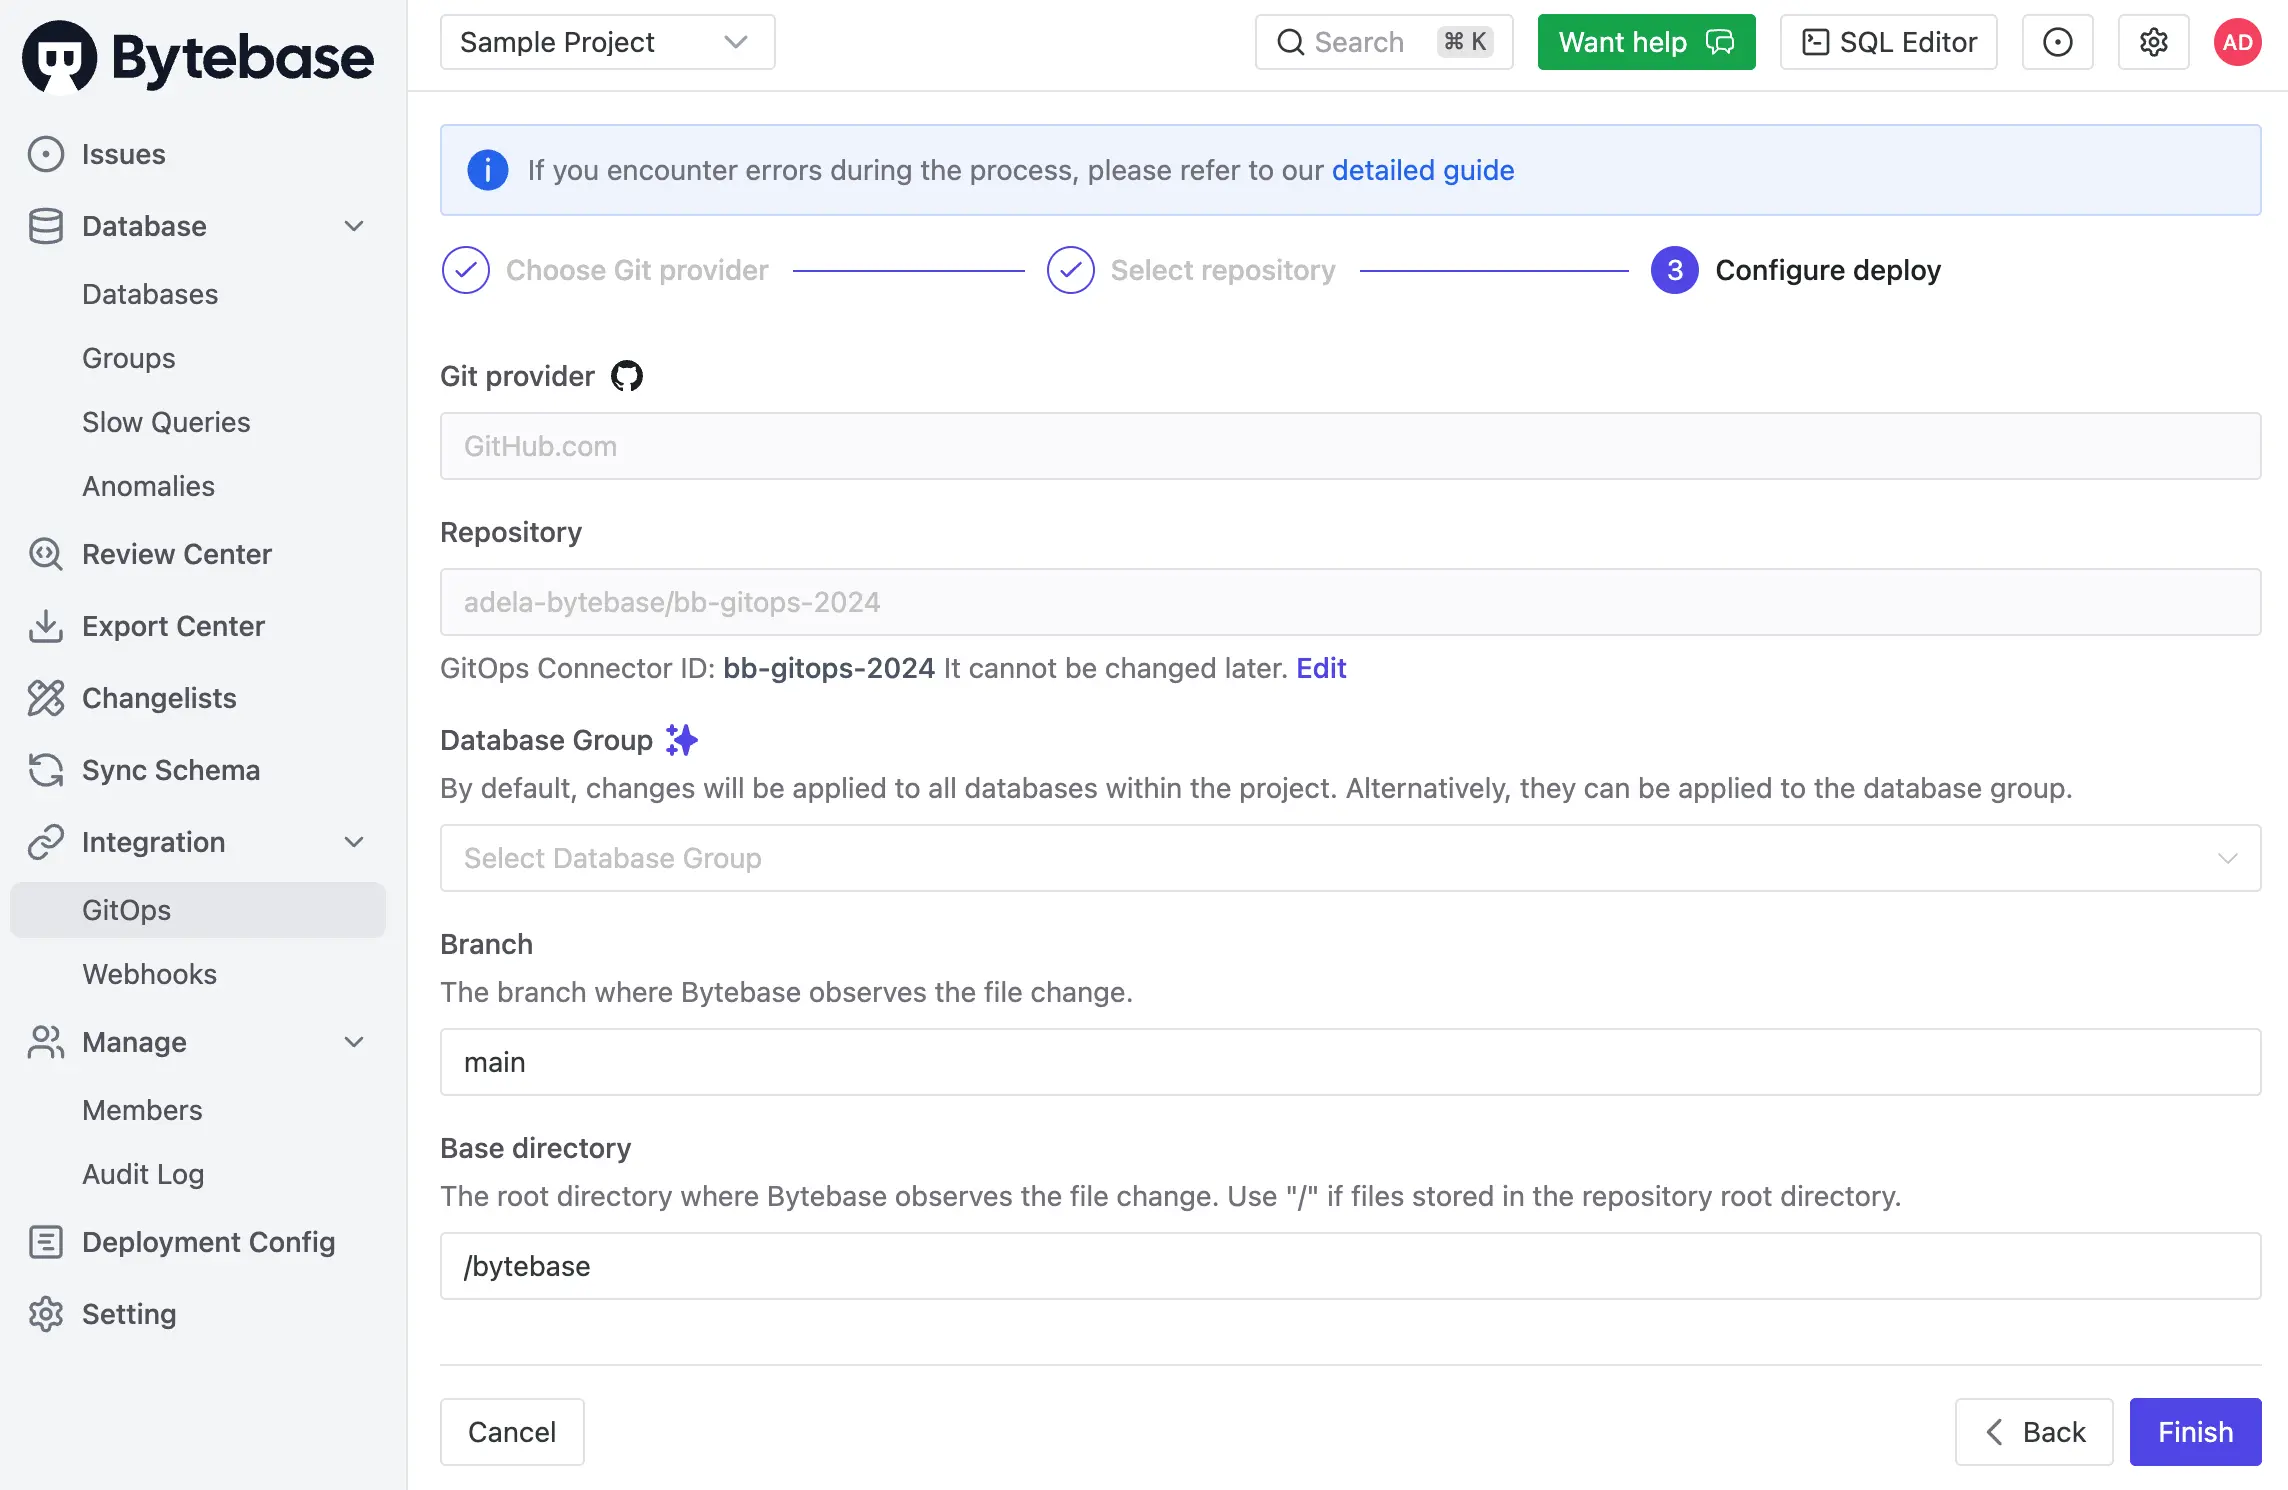 Bytebase
Sample Project
Search
⌘ K
Want help
SQL Editor
AD
Issues
Database
Databases
Groups
Slow Queries
Anomalies
Review Center
Export Center
Changelists
Sync Schema
Integration
GitOps
Webhooks
Manage
Members
Audit Log
Deployment Config
Setting
If you encounter errors during the process, please refer to our detailed guide
Choose Git provider
Select repository
3 Configure deploy
Git provider
GitHub.com
Repository
adela-bytebase/bb-gitops-2024
GitOps Connector ID: bb-gitops-2024 It cannot be changed later. Edit
Database Group
By default, changes will be applied to all databases within the project. Alternatively, they can be applied to the database group.
Select Database Group
Branch
The branch where Bytebase observes the file change.
main
Base directory
The root directory where Bytebase observes the file change. Use "/" if files stored in the repository root directory.
/bytebase
Cancel
Back
Finish